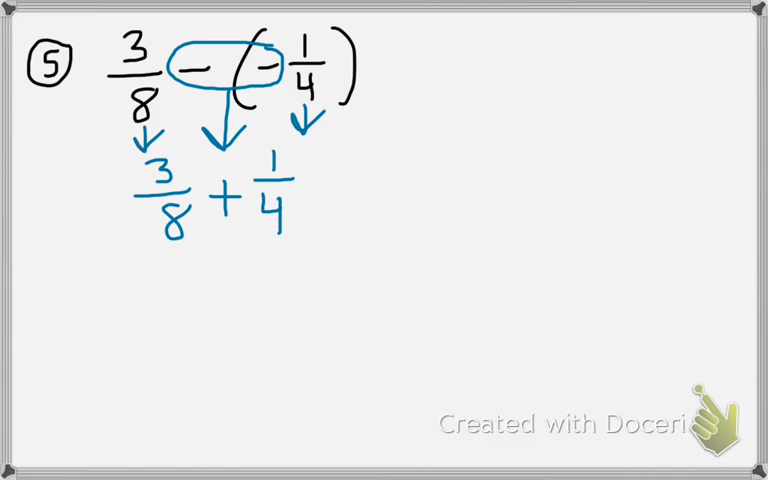 ⑤ 3/8 - (-1/4)
3/8 + 1/4
Created with Doceri